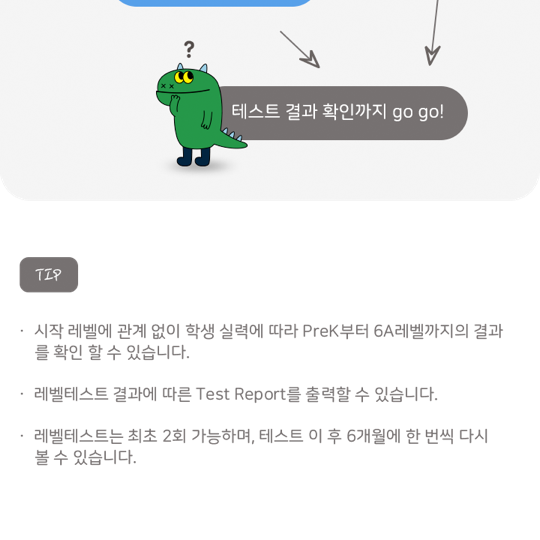 ?
테스트 결과 확인까지 go go!
TIP
· 시작 레벨에 관계 없이 학생 실력에 따라 PreK부터 6A레벨까지의 결과
를 확인 할 수 있습니다.
· 레벨테스트 결과에 따른 Test Report를 출력할 수 있습니다.
· 레벨테스트는 최초 2회 가능하며, 테스트 이 후 6개월에 한 번씩 다시
볼 수 있습니다.